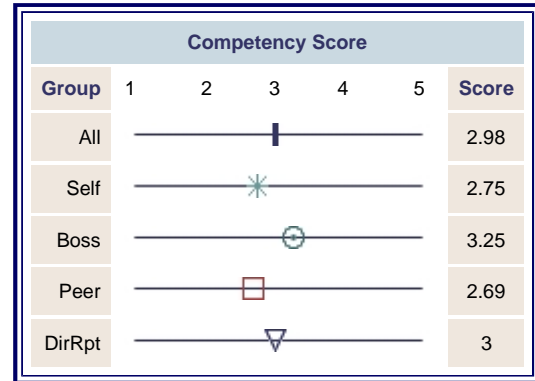 Competency Score
Group 1 2 3 4 5 Score
All 2.98
Self 2.75
Boss 3.25
Peer 2.69
DirRpt 3